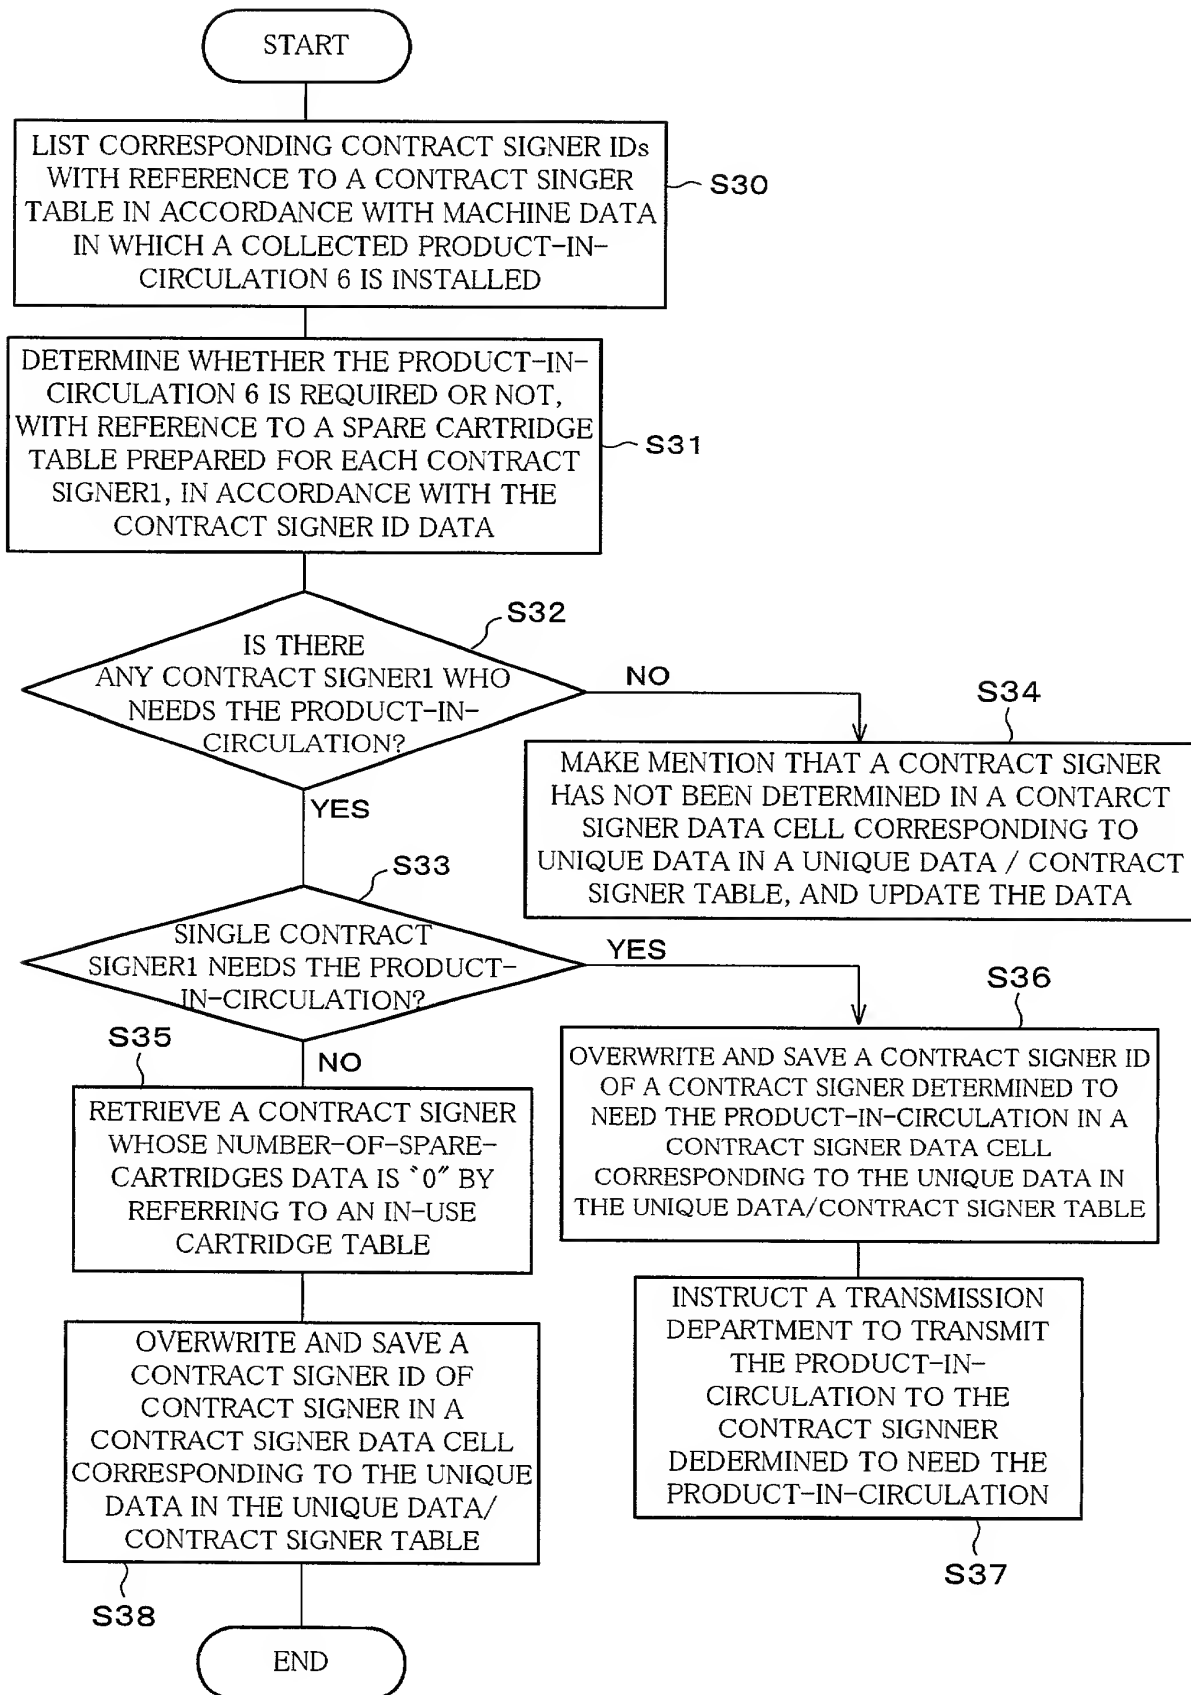 START
LIST CORRESPONDING CONTRACT SIGNER IDs
WITH REFERENCE TO A CONTRACT SINGER
TABLE IN ACCORDANCE WITH MACHINE DATA
IN WHICH A COLLECTED PRODUCT-IN-
CIRCULATION 6 IS INSTALLED
S30
DETERMINE WHETHER THE PRODUCT-IN-
CIRCULATION 6 IS REQUIRED OR NOT,
WITH REFERENCE TO A SPARE CARTRIDGE
TABLE PREPARED FOR EACH CONTRACT
SIGNER1, IN ACCORDANCE WITH THE
CONTRACT SIGNER ID DATA
S31
S32
IS THERE
ANY CONTRACT SIGNER1 WHO
NEEDS THE PRODUCT-IN-
CIRCULATION?
NO
YES
S34
MAKE MENTION THAT A CONTRACT SIGNER
HAS NOT BEEN DETERMINED IN A CONTARCT
SIGNER DATA CELL CORRESPONDING TO
UNIQUE DATA IN A UNIQUE DATA / CONTRACT
SIGNER TABLE, AND UPDATE THE DATA
S33
SINGLE CONTRACT
SIGNER1 NEEDS THE PRODUCT-
IN-CIRCULATION?
YES
NO
S36
OVERWRITE AND SAVE A CONTRACT SIGNER ID
OF A CONTRACT SIGNER DETERMINED TO
NEED THE PRODUCT-IN-CIRCULATION IN A
CONTRACT SIGNER DATA CELL
CORRESPONDING TO THE UNIQUE DATA IN
THE UNIQUE DATA/CONTRACT SIGNER TABLE
S35
RETRIEVE A CONTRACT SIGNER
WHOSE NUMBER-OF-SPARE-
CARTRIDGES DATA IS "0" BY
REFERRING TO AN IN-USE
CARTRIDGE TABLE
INSTRUCT A TRANSMISSION
DEPARTMENT TO TRANSMIT
THE PRODUCT-IN-
CIRCULATION TO THE
CONTRACT SIGNNER
DEDERMINED TO NEED THE
PRODUCT-IN-CIRCULATION
S37
OVERWRITE AND SAVE A
CONTRACT SIGNER ID OF
CONTRACT SIGNER IN A
CONTRACT SIGNER DATA CELL
CORRESPONDING TO THE UNIQUE
DATA IN THE UNIQUE DATA/
CONTRACT SIGNER TABLE
S38
END